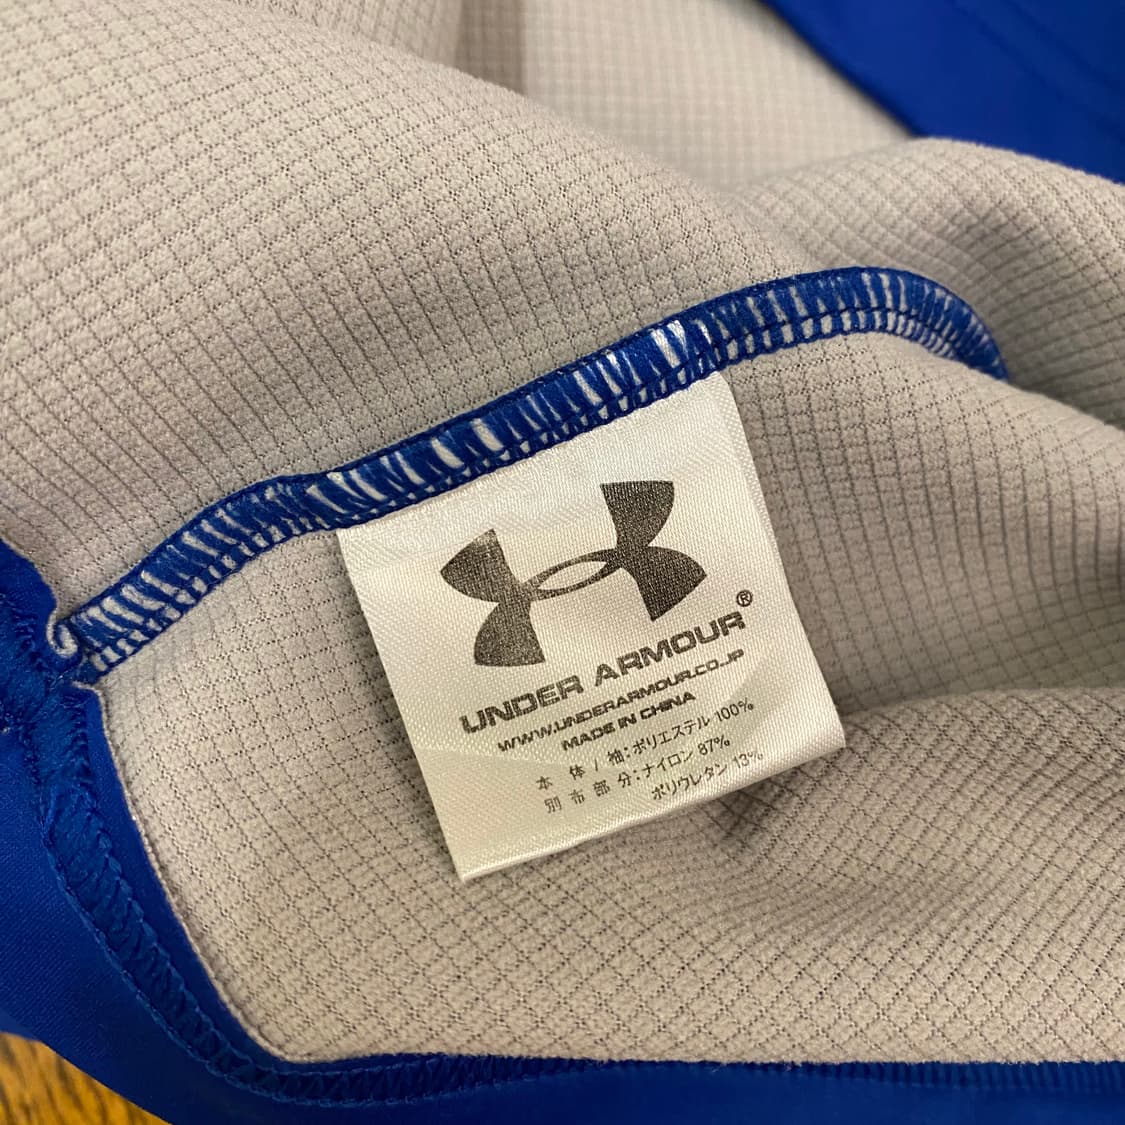 UNDER ARMOUR®
WWW.UNDERARMOUR.CO.JP
MADE IN CHINA
本 体 / 袖:ポリエステル 100%
別 布 部 分:ナイロン 87%
ポリウレタン 13%